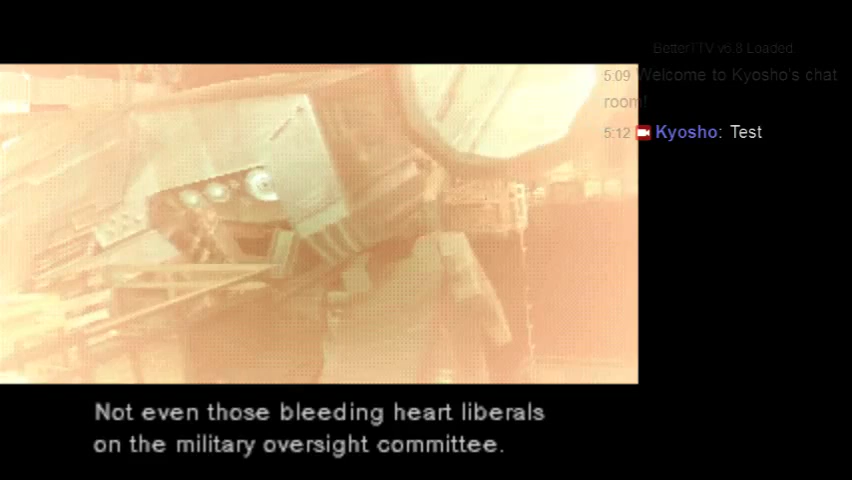 BetterTTV v6.8 Loaded.
5:09 Welcome to Kyosho's chat
room!
5:12 Kyosho: Test
Not even those bleeding heart liberals
on the military oversight committee.